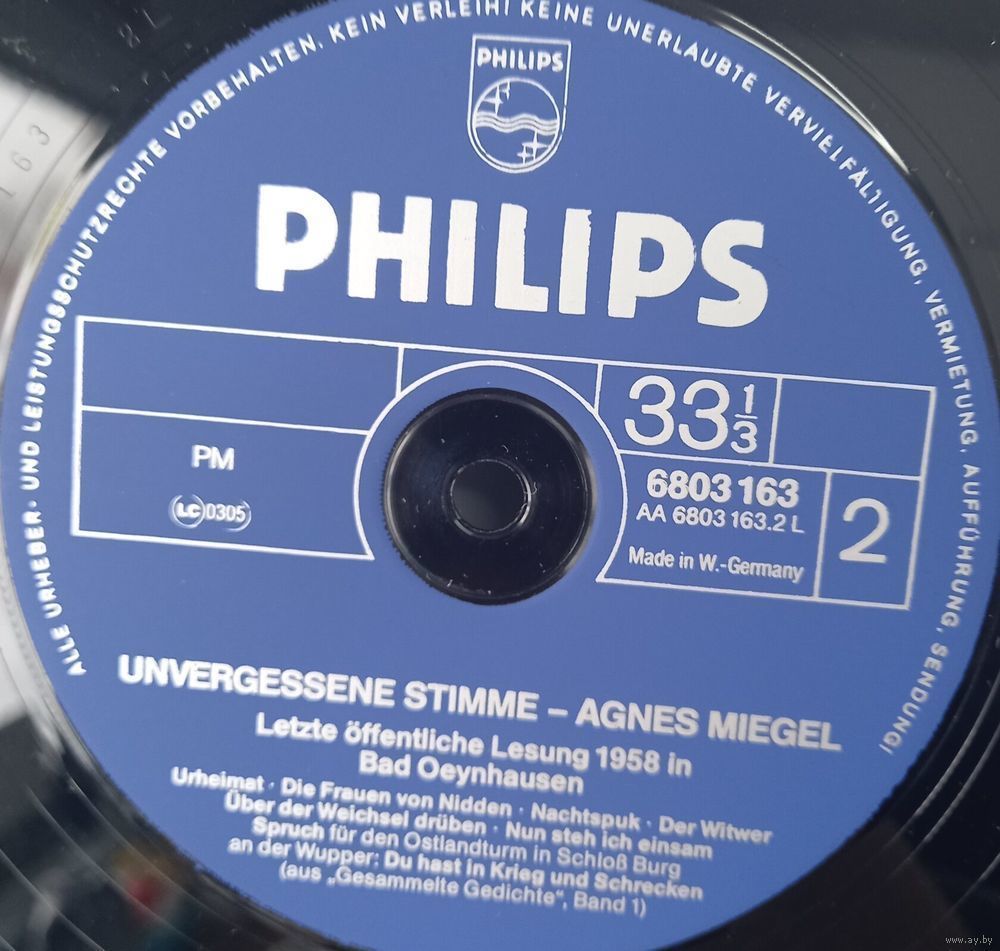 ALLE URHEBER- UND LEISTUNGSSCHUTZRECHTE VORBEHALTEN. KEIN VERLEIH! KEINE UNERLAUBTE VERVIELFÄLTIGUNG, VERMIETUNG, AUFFÜHRUNG, SENDUNG!
PHILIPS
PHILIPS
33 1/3
PM
LC 0305
6803 163
AA 6803 163.2 L
Made in W.-Germany
2
UNVERGESSENE STIMME – AGNES MIEGEL
Letzte öffentliche Lesung 1958 in
Bad Oeynhausen
Urheimat · Die Frauen von Nidden · Nachtspuk · Der Witwer
Über der Weichsel drüben · Nun steh ich einsam
Spruch für den Ostlandturm in Schloß Burg
an der Wupper: Du hast in Krieg und Schrecken
(aus „Gesammelte Gedichte“, Band 1)
163
www.ay.by